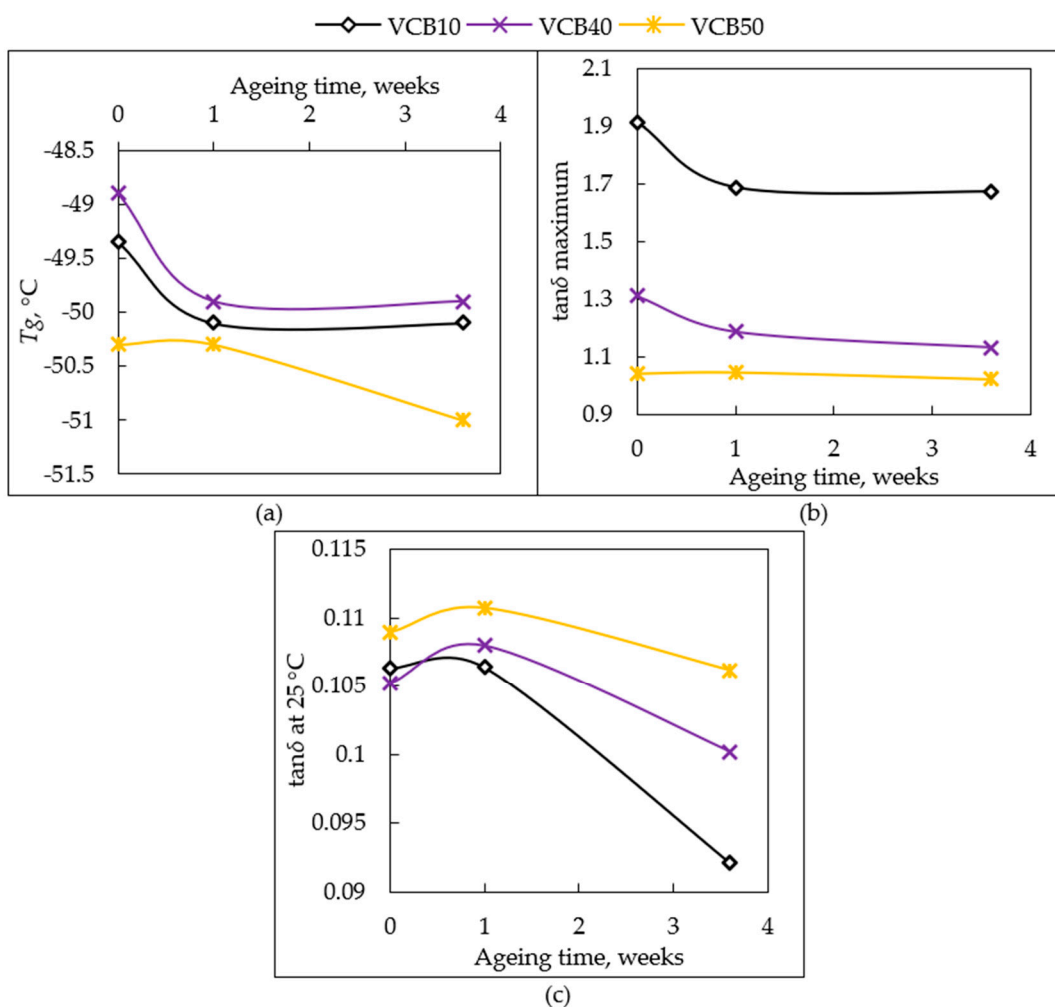 VCB10 VCB40 VCB50
Ageing time, weeks
0 1 2 3 4
-48.5
-49
-49.5
-50
-50.5
-51
-51.5
Tg, °C
(a)
2.1
1.9
1.7
1.5
1.3
1.1
0.9
tanδ maximum
0 1 2 3 4
Ageing time, weeks
(b)
0.115
0.11
0.105
0.1
0.095
0.09
tanδ at 25 °C
0 1 2 3 4
Ageing time, weeks
(c)